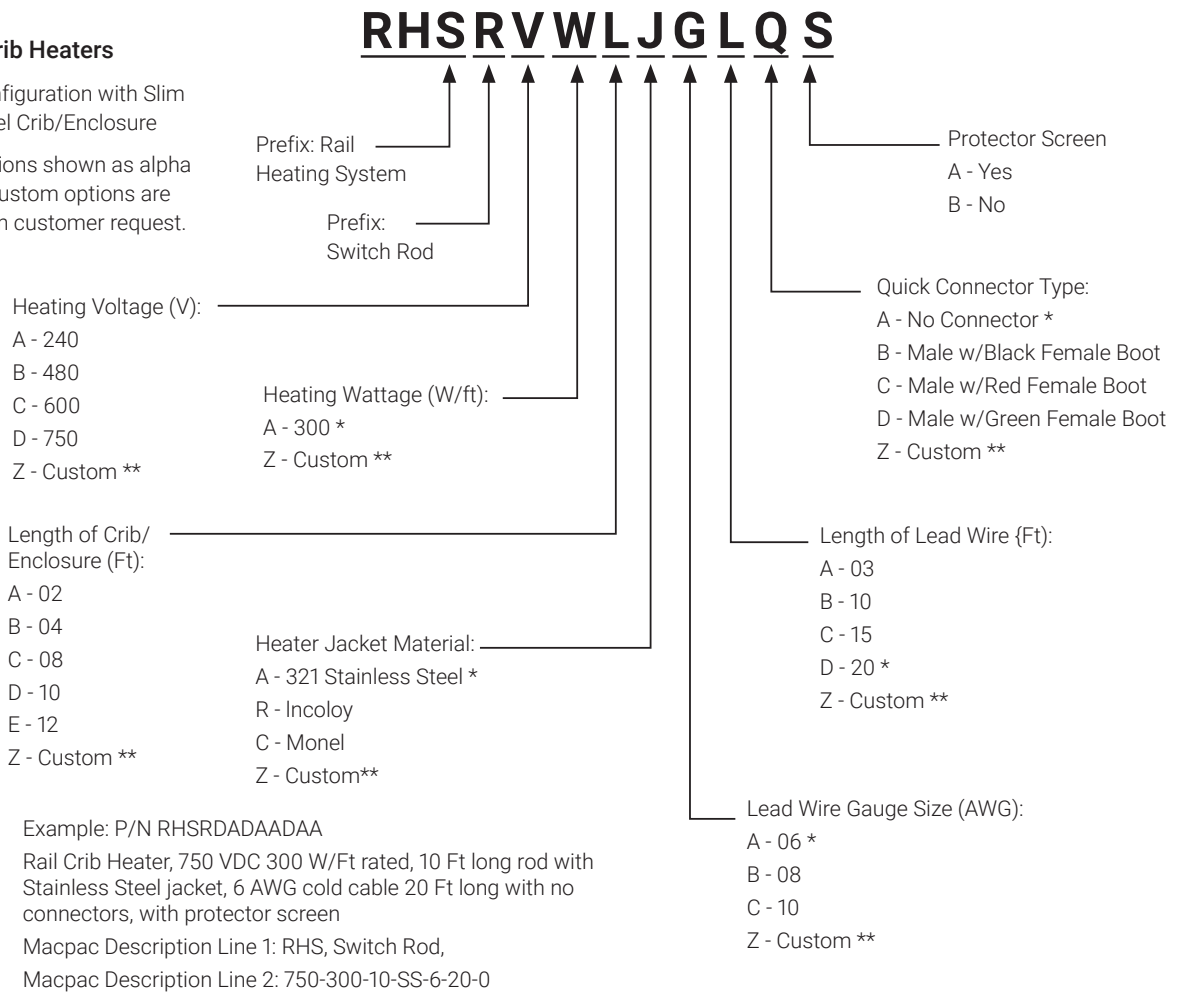 RHSRVWLJGLQS
rib Heaters
nfiguration with Slim
el Crib/Enclosure
ions shown as alpha
ustom options are
n customer request.
Prefix: Rail
Heating System
Prefix:
Switch Rod
Heating Voltage (V):
A - 240
B - 480
C - 600
D - 750
Z - Custom **
Heating Wattage (W/ft):
A - 300 *
Z - Custom **
Length of Crib/
Enclosure (Ft):
A - 02
B - 04
C - 08
D - 10
E - 12
Z - Custom **
Heater Jacket Material:
A - 321 Stainless Steel *
R - Incoloy
C - Monel
Z - Custom**
Protector Screen
A - Yes
B - No
Quick Connector Type:
A - No Connector *
B - Male w/Black Female Boot
C - Male w/Red Female Boot
D - Male w/Green Female Boot
Z - Custom **
Length of Lead Wire {Ft):
A - 03
B - 10
C - 15
D - 20 *
Z - Custom **
Lead Wire Gauge Size (AWG):
A - 06 *
B - 08
C - 10
Z - Custom **
Example: P/N RHSRDADAADAA
Rail Crib Heater, 750 VDC 300 W/Ft rated, 10 Ft long rod with
Stainless Steel jacket, 6 AWG cold cable 20 Ft long with no
connectors, with protector screen
Macpac Description Line 1: RHS, Switch Rod,
Macpac Description Line 2: 750-300-10-SS-6-20-0